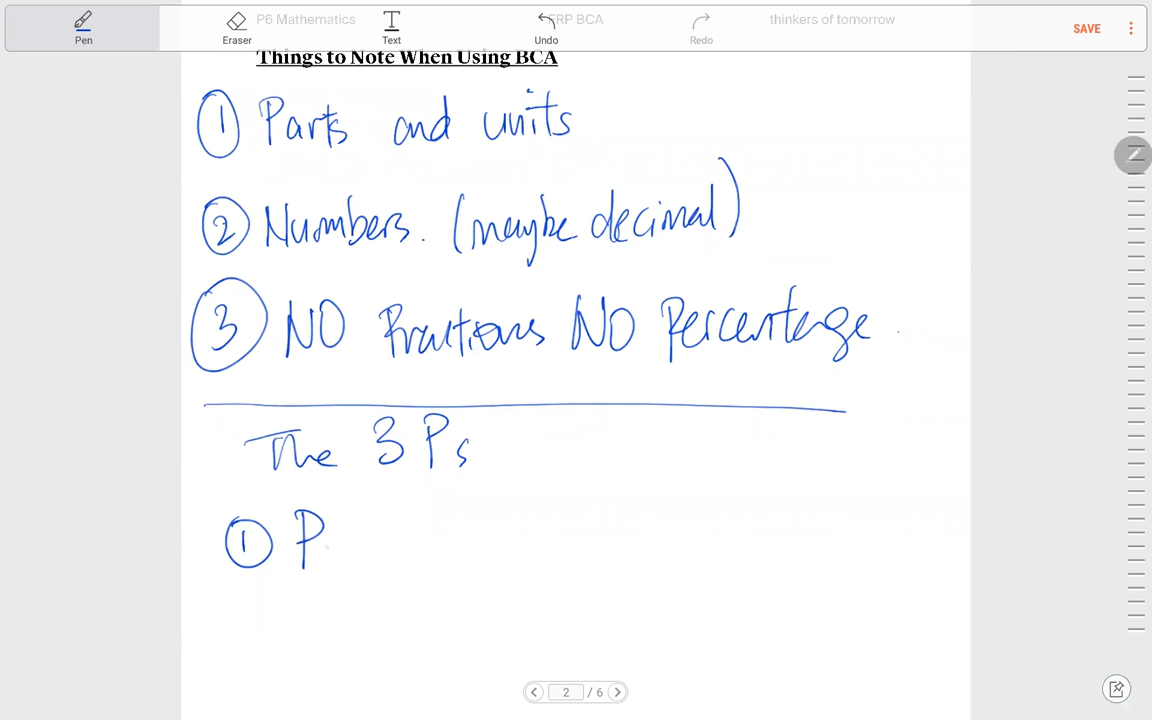 P6 Mathematics ERP BCA thinkers of tomorrow
Pen Eraser Text Undo Redo SAVE
Things to Note When Using BCA
① Parts and units
② Numbers. (maybe decimal)
③ NO Fractions NO Percentage.
The 3 Ps
① P
2 / 6